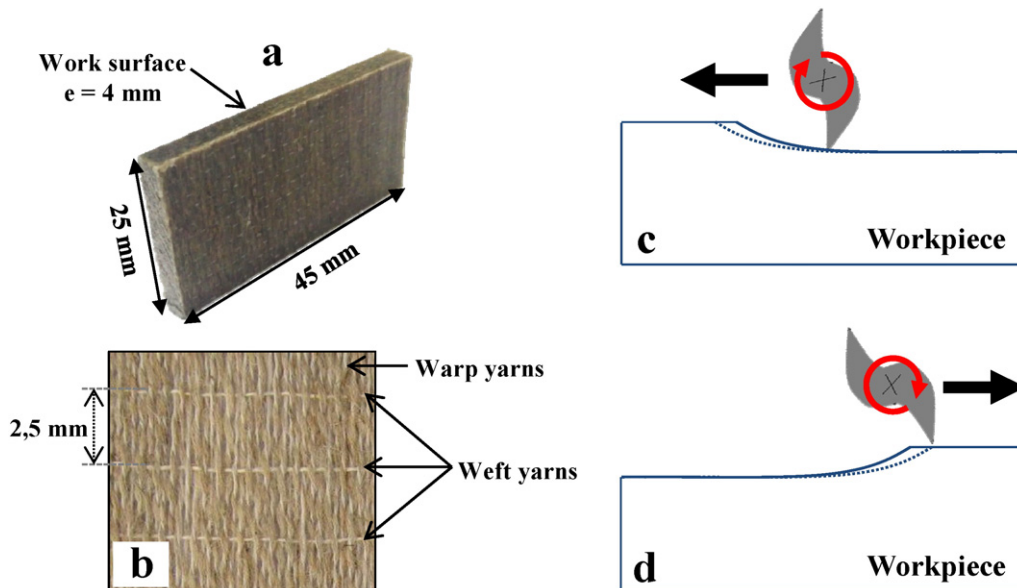 a
Work surface
e = 4 mm
25 mm
45 mm
Warp yarns
2,5 mm
Weft yarns
b
c
Workpiece
d
Workpiece